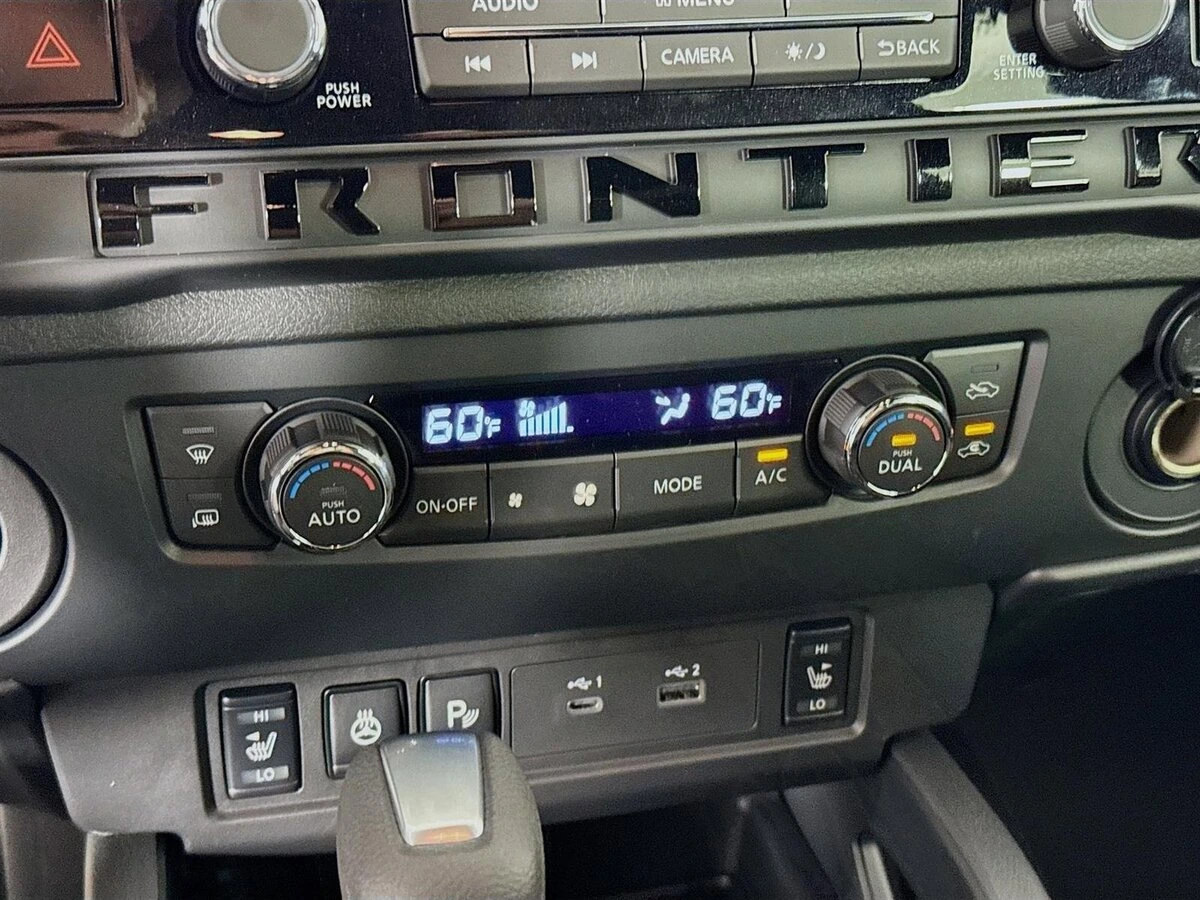 AUDIO
MENU
CAMERA
BACK
PUSH
POWER
ENTER
SETTING
FRONTIER
60°F
60°F
PUSH
AUTO
ON·OFF
MODE
A/C
PUSH
DUAL
HI
LO
P
1
2
HI
LO